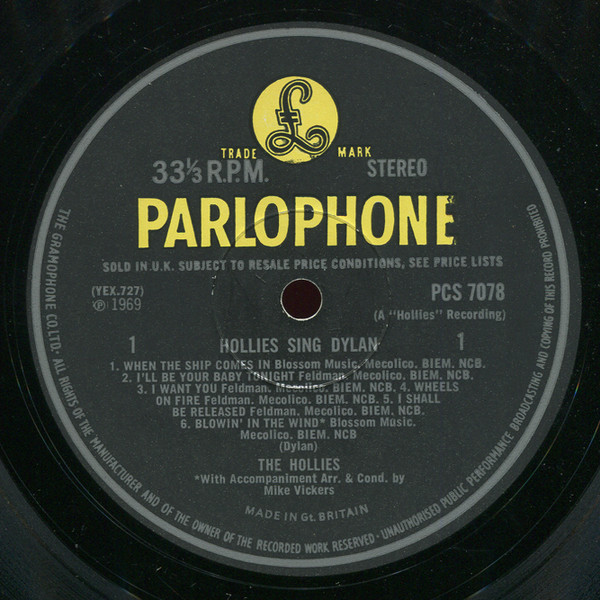 £
TRADE MARK
33⅓ R.P.M. STEREO
PARLOPHONE
SOLD IN U.K. SUBJECT TO RESALE PRICE CONDITIONS, SEE PRICE LISTS
(YEX.727) PCS 7078
℗ 1969 (A "Hollies" Recording)
1 HOLLIES SING DYLAN 1
1. WHEN THE SHIP COMES IN Blossom Music. Mecolico. BIEM. NCB.
2. I'LL BE YOUR BABY TONIGHT Feldman. Mecolico. BIEM. NCB.
3. I WANT YOU Feldman. Mecolico. BIEM. NCB. 4. WHEELS
ON FIRE Feldman. Mecolico. BIEM. NCB. 5. I SHALL
BE RELEASED Feldman. Mecolico. BIEM. NCB.
6. BLOWIN' IN THE WIND* Blossom Music.
Mecolico. BIEM. NCB
(Dylan)
THE HOLLIES
*With Accompaniment Arr. & Cond. by
Mike Vickers
MADE IN Gt. BRITAIN
THE GRAMOPHONE CO. LTD. · ALL RIGHTS OF THE MANUFACTURER AND OF THE OWNER OF THE RECORDED WORK RESERVED · UNAUTHORISED PUBLIC PERFORMANCE BROADCASTING AND COPYING OF THIS RECORD PROHIBITED